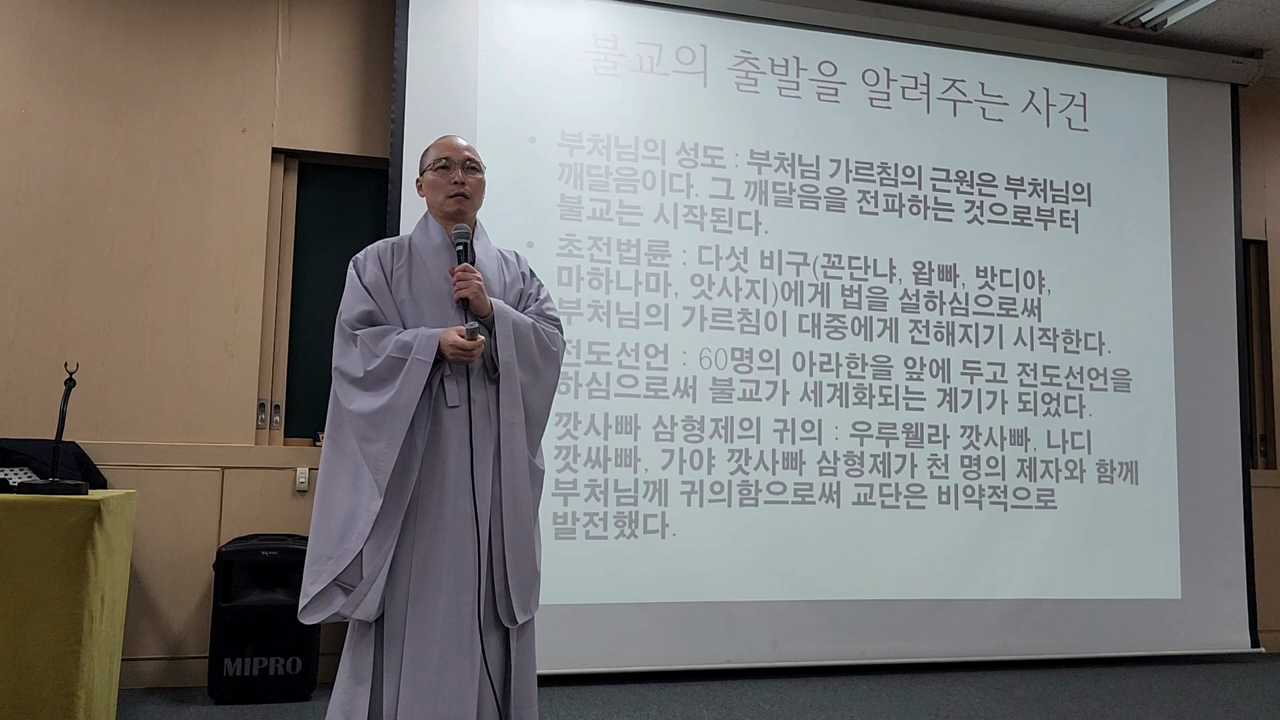 불교의 출발을 알려주는 사건
• 부처님의 성도 : 부처님 가르침의 근원은 부처님의
깨달음이다. 그 깨달음을 전파하는 것으로부터
불교는 시작된다.
• 초전법륜 : 다섯 비구(꼰단냐, 왑빠, 밧디야,
마하나마, 앗사지)에게 법을 설하심으로써
부처님의 가르침이 대중에게 전해지기 시작한다.
전도선언 : 60명의 아라한을 앞에 두고 전도선언을
하심으로써 불교가 세계화되는 계기가 되었다.
깟사빠 삼형제의 귀의 : 우루웰라 깟사빠, 나디
깟싸빠, 가야 깟사빠 삼형제가 천 명의 제자와 함께
부처님께 귀의함으로써 교단은 비약적으로
발전했다.
MIPRO